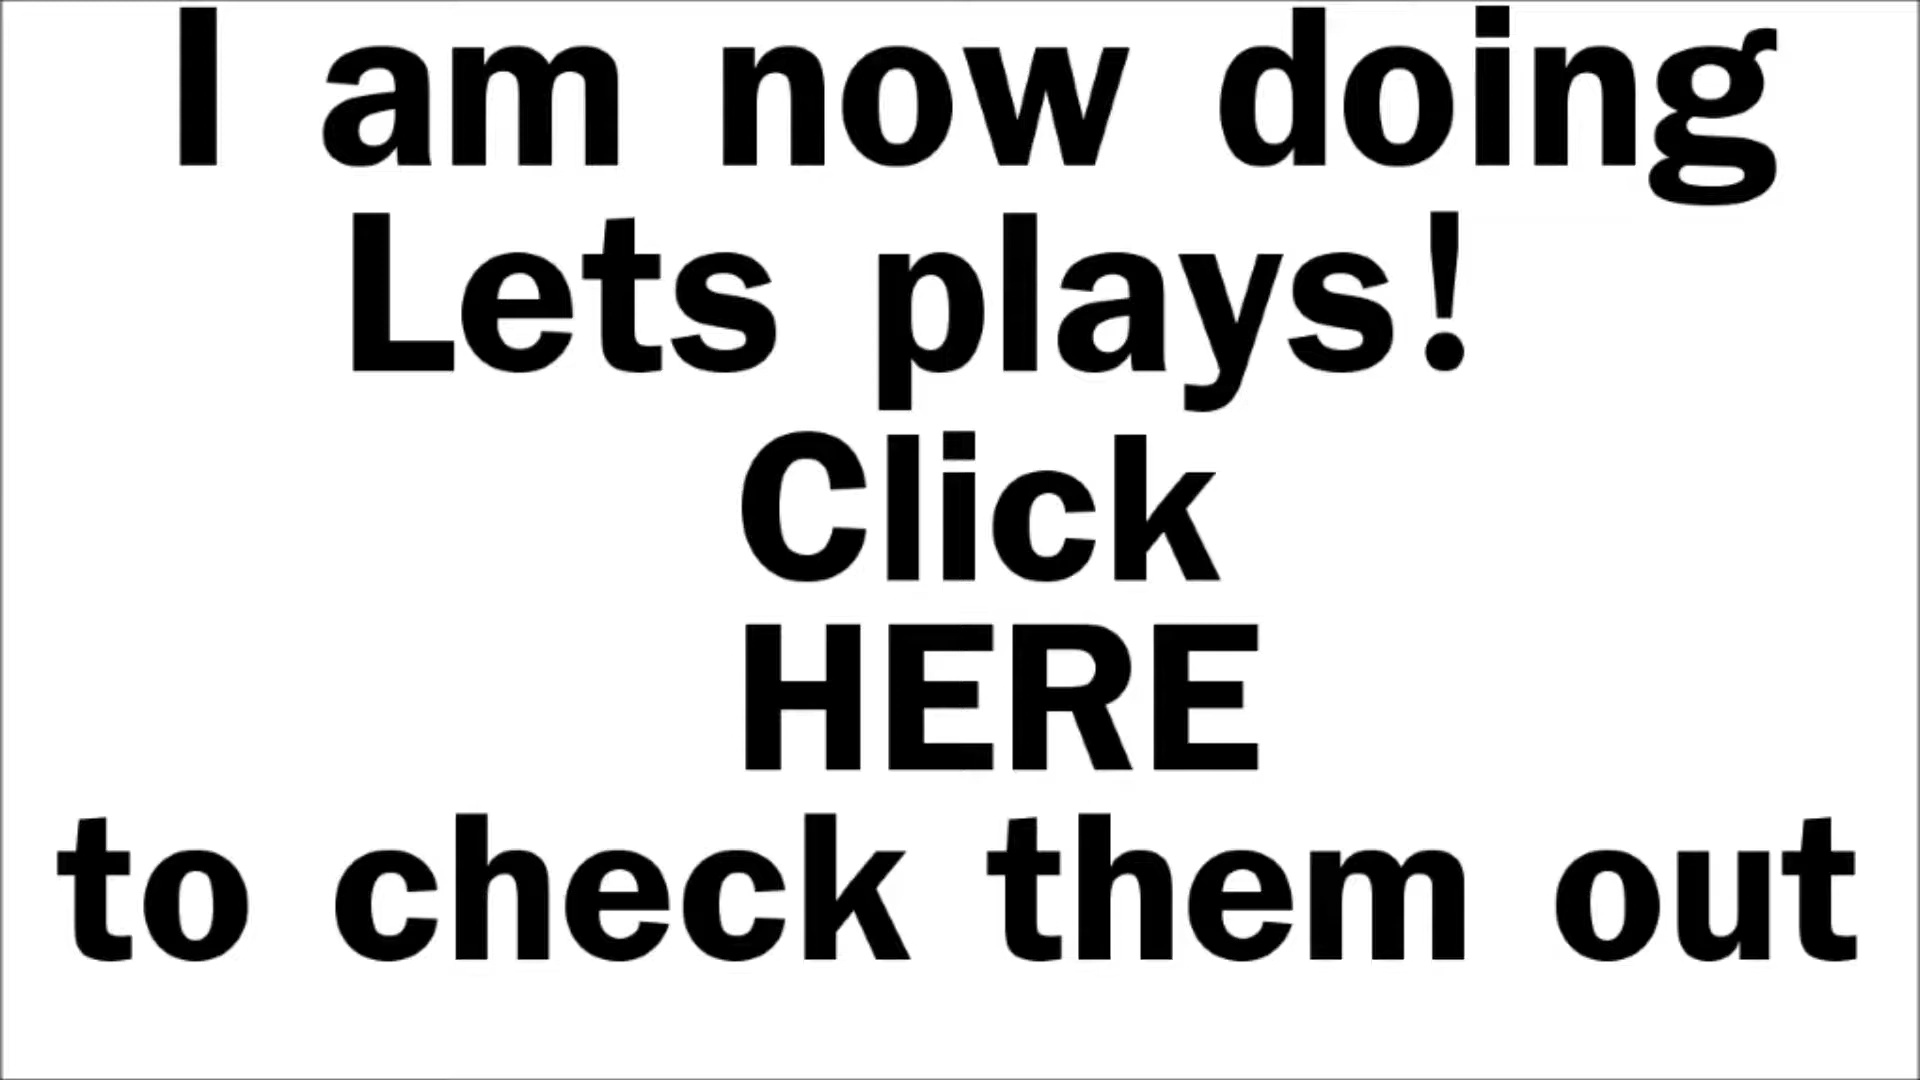 I am now doing
Lets plays!
Click
HERE
to check them out